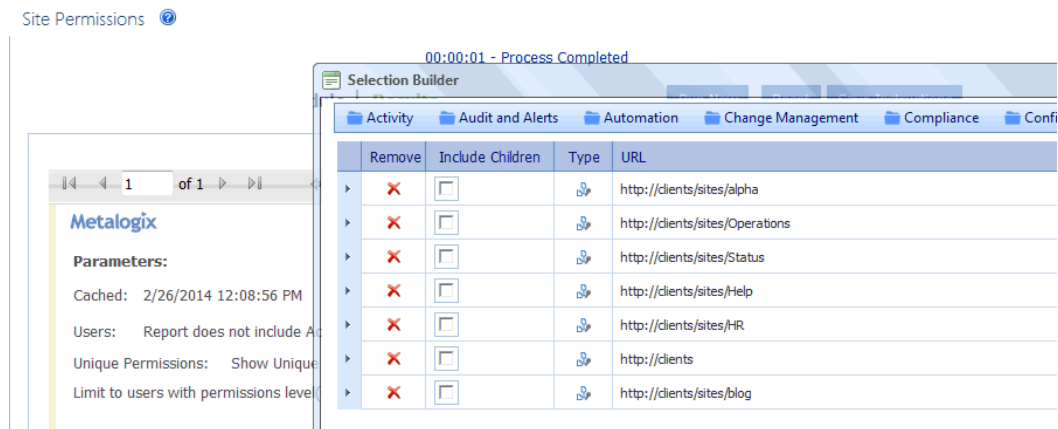 Site Permissions
00:00:01 - Process Completed
Selection Builder
Activity Audit and Alerts Automation Change Management Compliance Confi
Remove Include Children Type URL
http://clients/sites/alpha
http://clients/sites/Operations
http://clients/sites/Status
http://clients/sites/Help
http://clients/sites/HR
http://clients
http://clients/sites/blog
1 of 1
Metalogix
Parameters:
Cached: 2/26/2014 12:08:56 PM
Users: Report does not include Ac
Unique Permissions: Show Unique
Limit to users with permissions level(